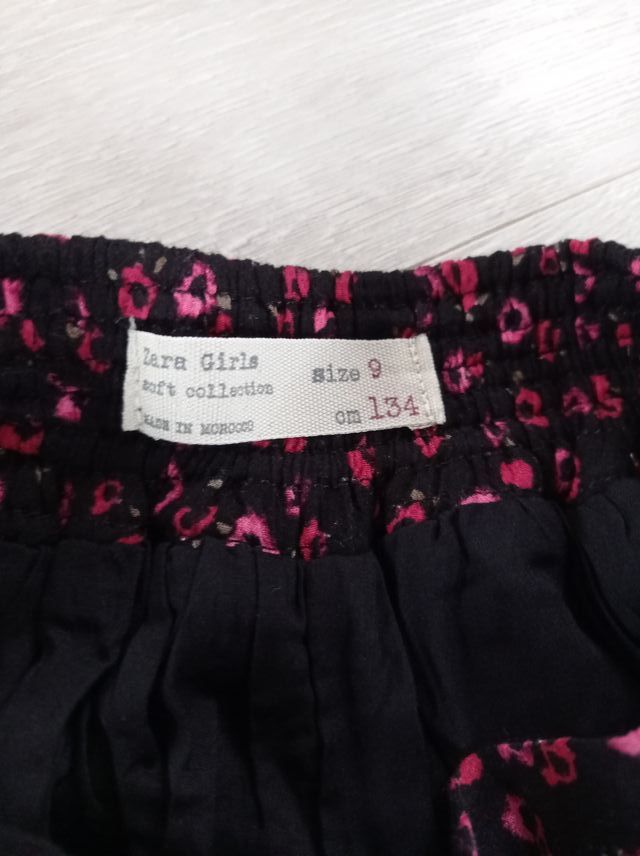 Zara Girls
soft collection
MADE IN MOROCCO
size 9
cm 134